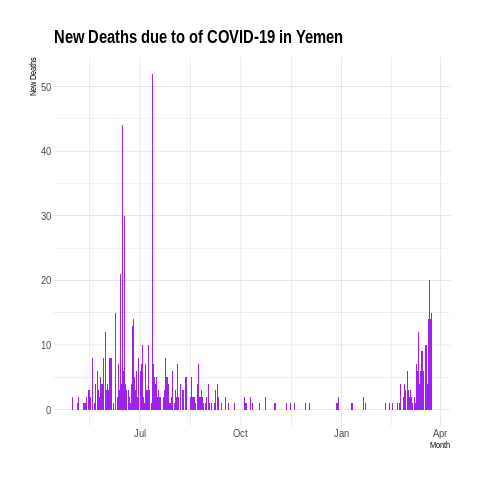 New Deaths due to of COVID-19 in Yemen
New Deaths
50
40
30
20
10
0
Jul
Oct
Jan
Apr
Month